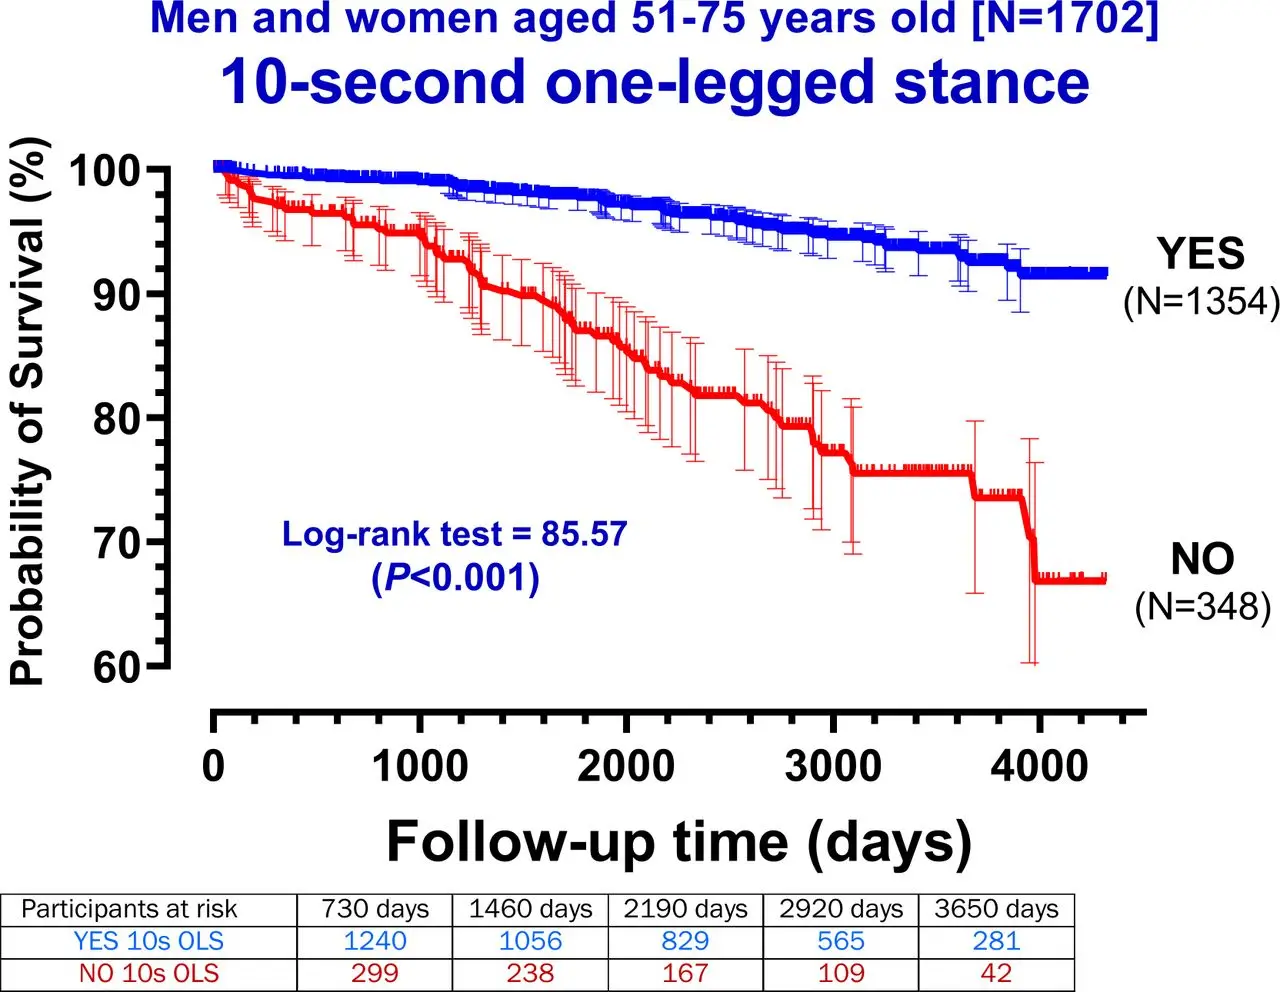 Men and women aged 51-75 years old [N=1702]
10-second one-legged stance
Probability of Survival (%)
100
90
80
70
60
YES
(N=1354)
Log-rank test = 85.57
(P<0.001)
NO
(N=348)
0 1000 2000 3000 4000
Follow-up time (days)
Participants at risk 730 days 1460 days 2190 days 2920 days 3650 days
YES 10s OLS 1240 1056 829 565 281
NO 10s OLS 299 238 167 109 42